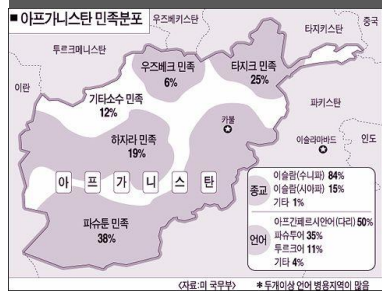 ■ 아프가니스탄 민족분포
우즈베키스탄
중국
타지키스탄
투르크메니스탄
우즈베크 민족
6%
타지크 민족
25%
이란
기타소수 민족
12%
파키스탄
카불
하자라 민족
19%
이슬라마바드
인도
아프가니스탄
파슈툰 민족
38%
종교
이슬람(수니파) 84%
이슬람(시아파) 15%
기타 1%
언어
아프간페르시안어(다리) 50%
파슈투어 35%
투르크어 11%
기타 4%
〈자료:미 국무부〉
＊두개이상 언어 병용지역이 많음